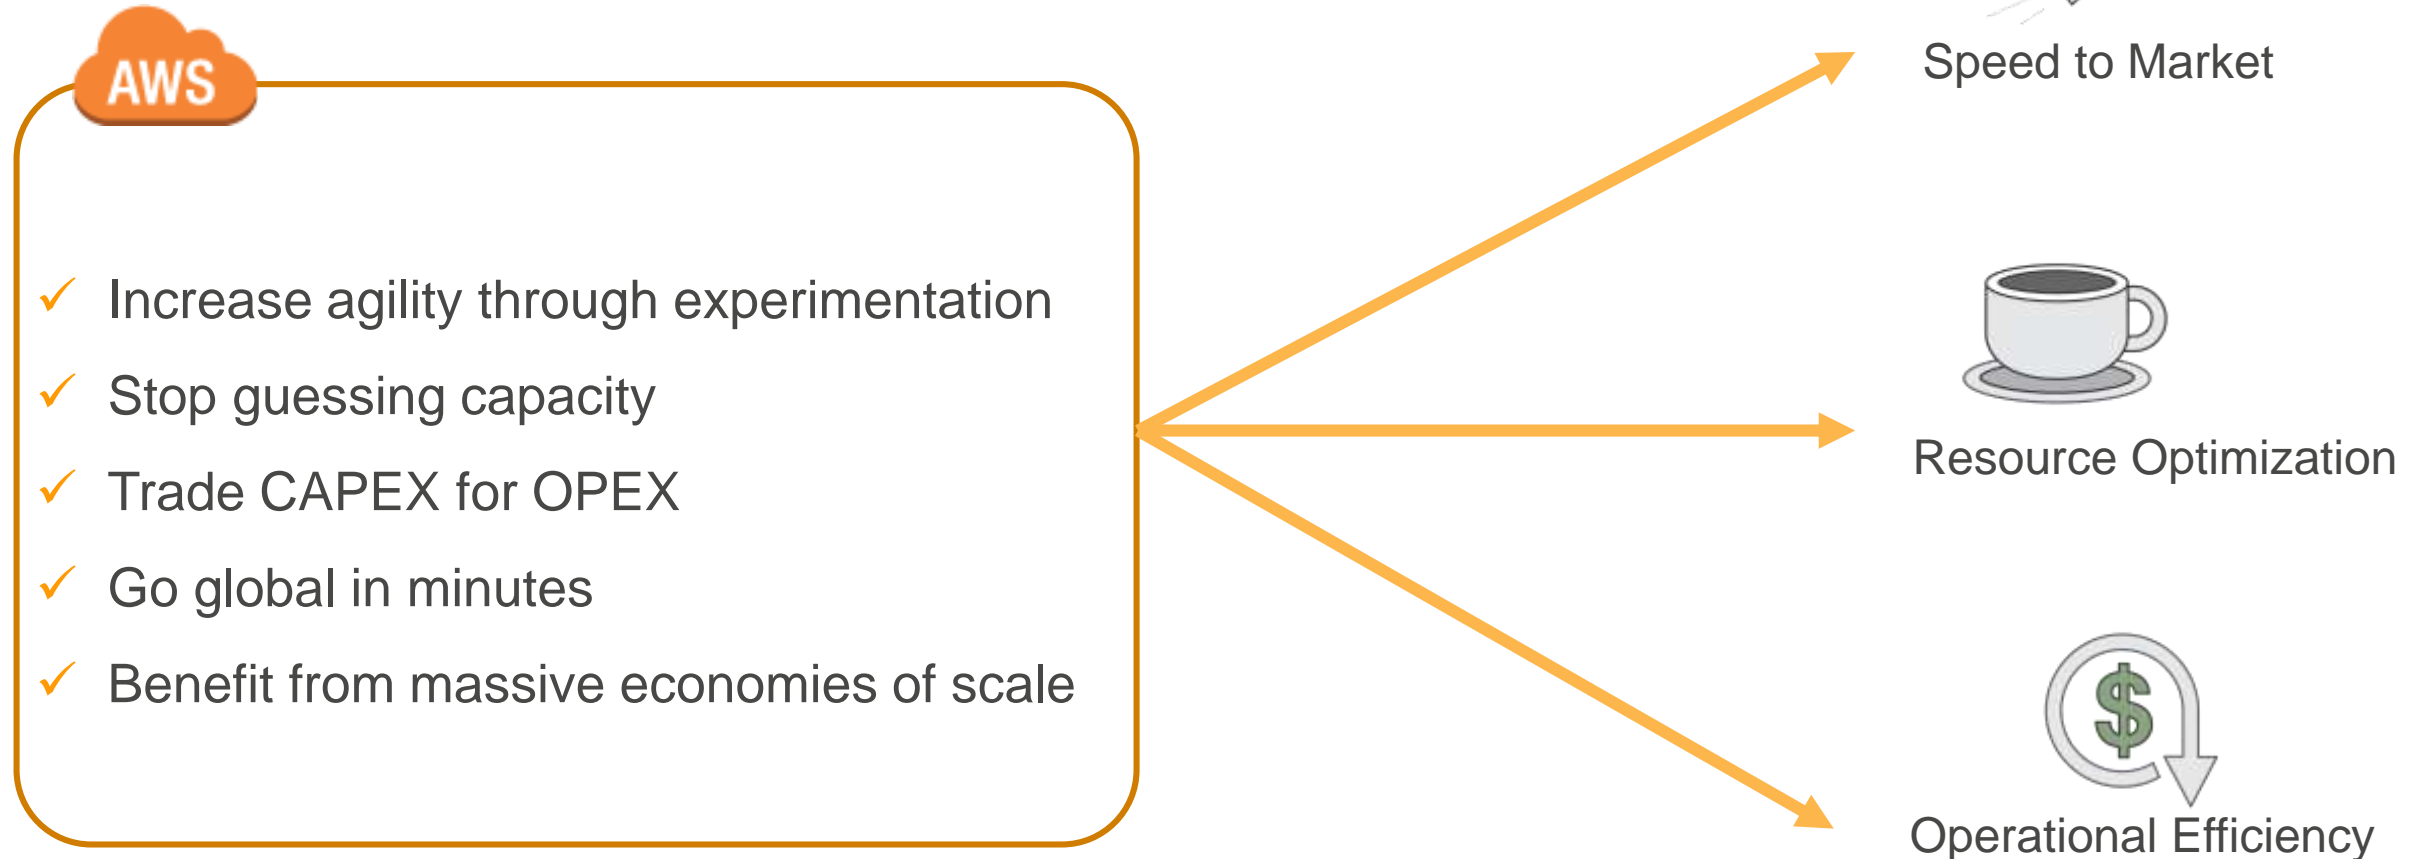 AWS
Increase agility through experimentation
Stop guessing capacity
Trade CAPEX for OPEX
Go global in minutes
Benefit from massive economies of scale
Speed to Market
Resource Optimization
$
Operational Efficiency